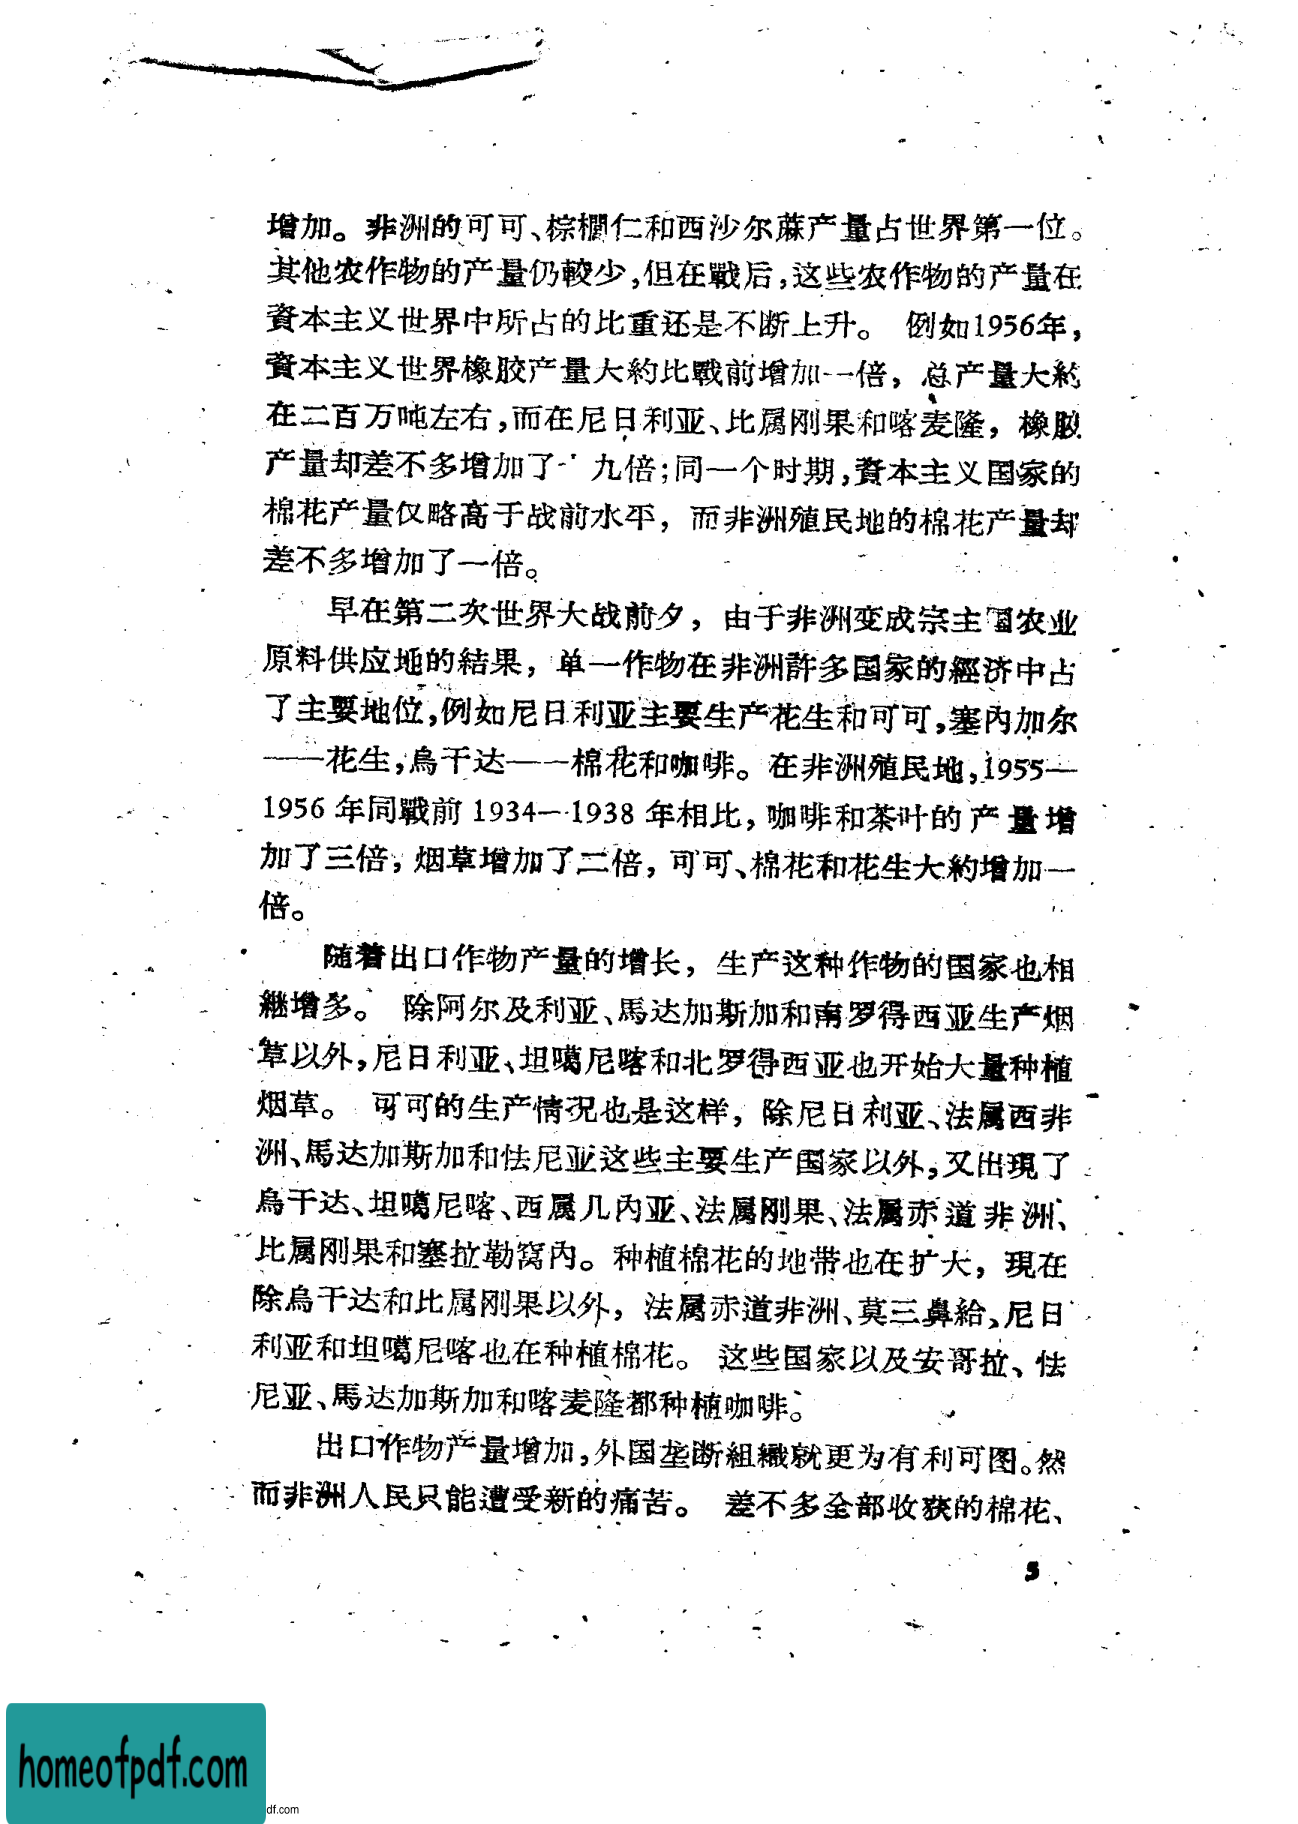 增加。非洲的可可、棕櫚仁和西沙尔蔴产量占世界第一位。
其他农作物的产量仍較少,但在戰后,这些农作物的产量在
資本主义世界中所占的比重还是不断上升。 例如1956年,
資本主义世界橡胶产量大約比戰前增加一倍，总产量大約
在二百万吨左右,而在尼日利亚、比属刚果和喀麦隆，橡胶
产量却差不多增加了 九倍;同一个时期,資本主义国家的
棉花产量仅略高于战前水平，而非洲殖民地的棉花产量却
差不多增加了一倍。
早在第二次世界大战前夕，由于非洲变成宗主国农业
原料供应地的結果，单一作物在非洲許多国家的經济中占
了主要地位,例如尼日利亚主要生产花生和可可,塞内加尔
——花生,烏干达——棉花和咖啡。在非洲殖民地,1955—
1956年同戰前1934—1938年相比，咖啡和茶叶的产量增
加了三倍，烟草增加了二倍，可可、棉花和花生大約增加一
倍。
随着出口作物产量的增长，生产这种作物的国家也相
継增多。 除阿尔及利亚、馬达加斯加和南罗得西亚生产烟
草以外,尼日利亚、坦噶尼喀和北罗得西亚也开始大量种植
烟草。 可可的生产情况也是这样，除尼日利亚、法属西非
洲、馬达加斯加和怯尼亚这些主要生产国家以外,又出現了
烏干达、坦噶尼喀、西属几内亚、法属刚果、法属赤道非洲、
比属刚果和塞拉勒窩內。种植棉花的地带也在扩大，現在
除烏干达和比属刚果以外，法属赤道非洲、莫三鼻給、尼日
利亚和坦噶尼喀也在种植棉花。 这些国家以及安哥拉、怯
尼亚、馬达加斯加和喀麦隆都种植咖啡。
出口作物产量增加,外国垄断組織就更为有利可图。然
而非洲人民只能遭受新的痛苦。 差不多全部收获的棉花、
5
homeofpdf.com
df.com